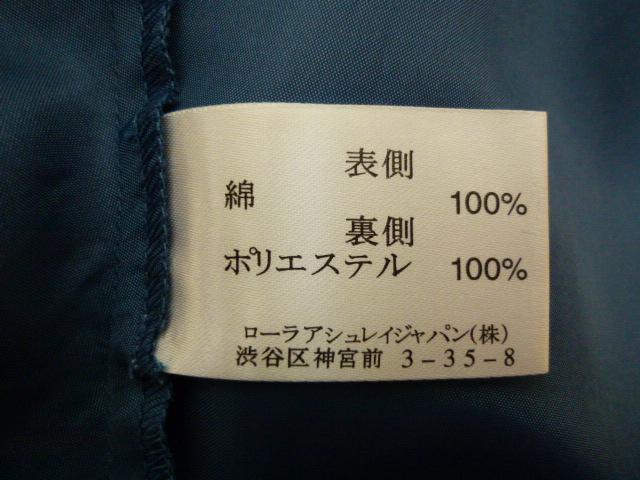 表側
綿 100%
裏側
ポリエステル 100%
ローラアシュレイジャパン(株)
渋谷区神宮前 3-35-8